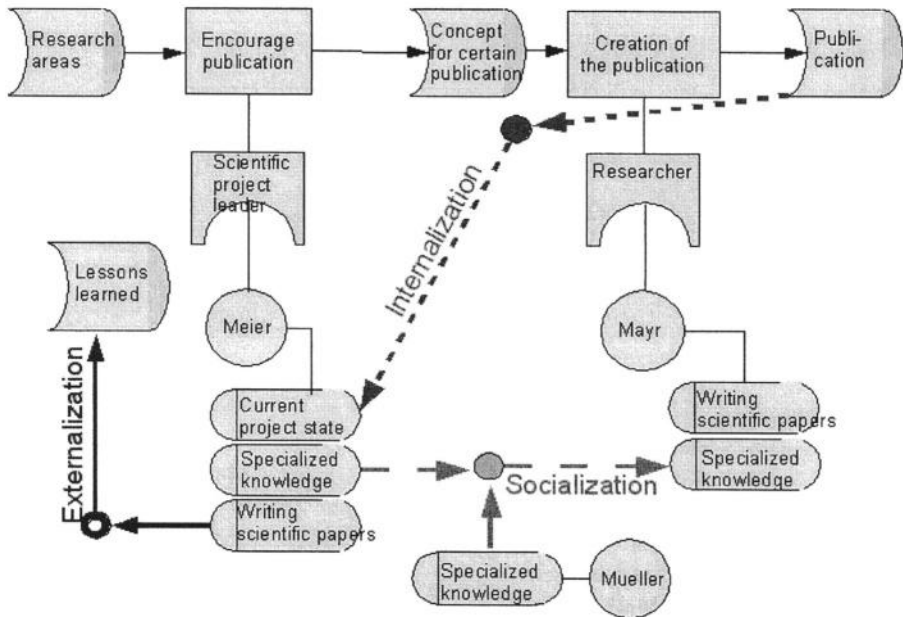 Research
areas
Encourage
publication
Concept
for certain
publication
Creation of
the publication
Publi-
cation
Scientific
project
leader
Researcher
Internalization
Lessons
learned
Meier
Mayr
Externalization
Current
project state
Writing
scientific papers
Specialized
knowledge
Specialized
knowledge
Socialization
Writing
scientific papers
Specialized
knowledge
Mueller